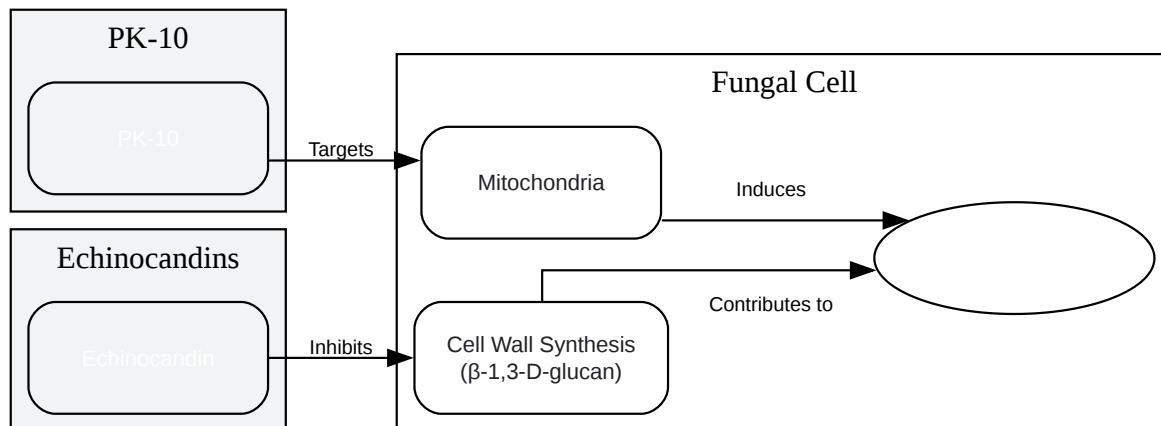 PK-10
PK-10
Targets
Fungal Cell
Mitochondria
Induces
Echinocandins
Echinocandin
Inhibits
Cell Wall Synthesis
(β-1,3-D-glucan)
Contributes to